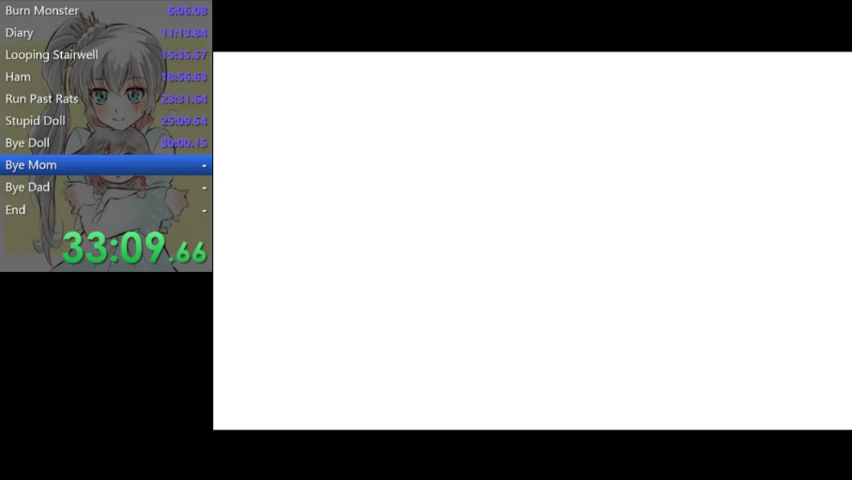 Burn Monster 6:06.08
Diary 11:13.84
Looping Stairwell 15:35.57
Ham 18:56.63
Run Past Rats 23:31.64
Stupid Doll 25:09.54
Bye Doll 30:00.15
Bye Mom -
Bye Dad -
End -
33:09.66